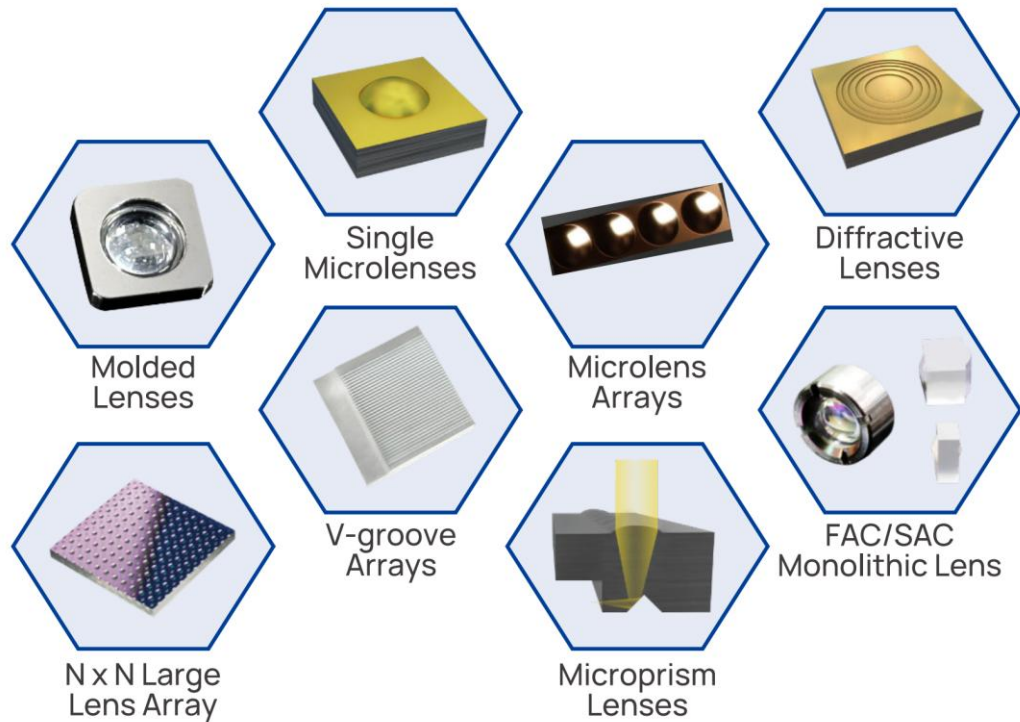 Single
Microlenses
Diffractive
Lenses
Molded
Lenses
Microlens
Arrays
V-groove
Arrays
FAC/SAC
Monolithic Lens
N x N Large
Lens Array
Microprism
Lenses